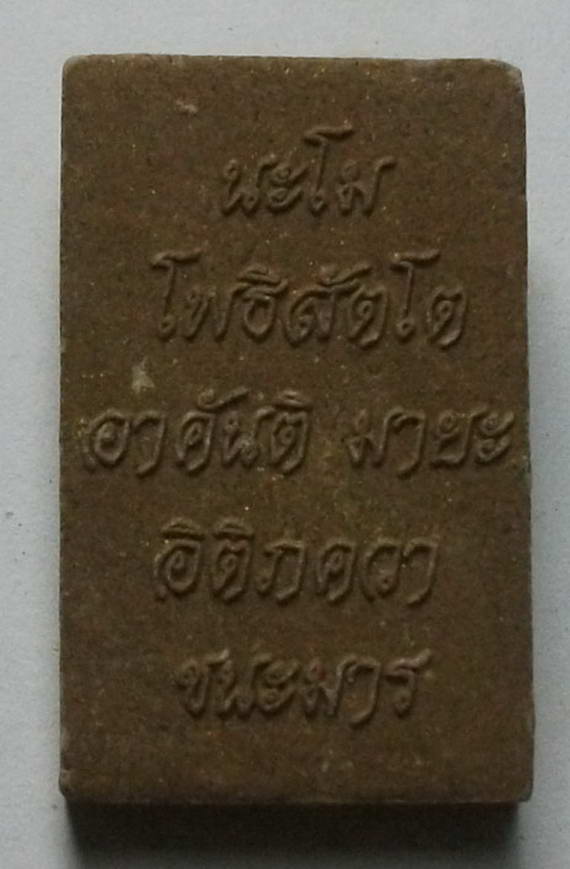 นะโม
โพธิสัตโต
อาคันติ มายะ
อิติภควา
ชนะมาร